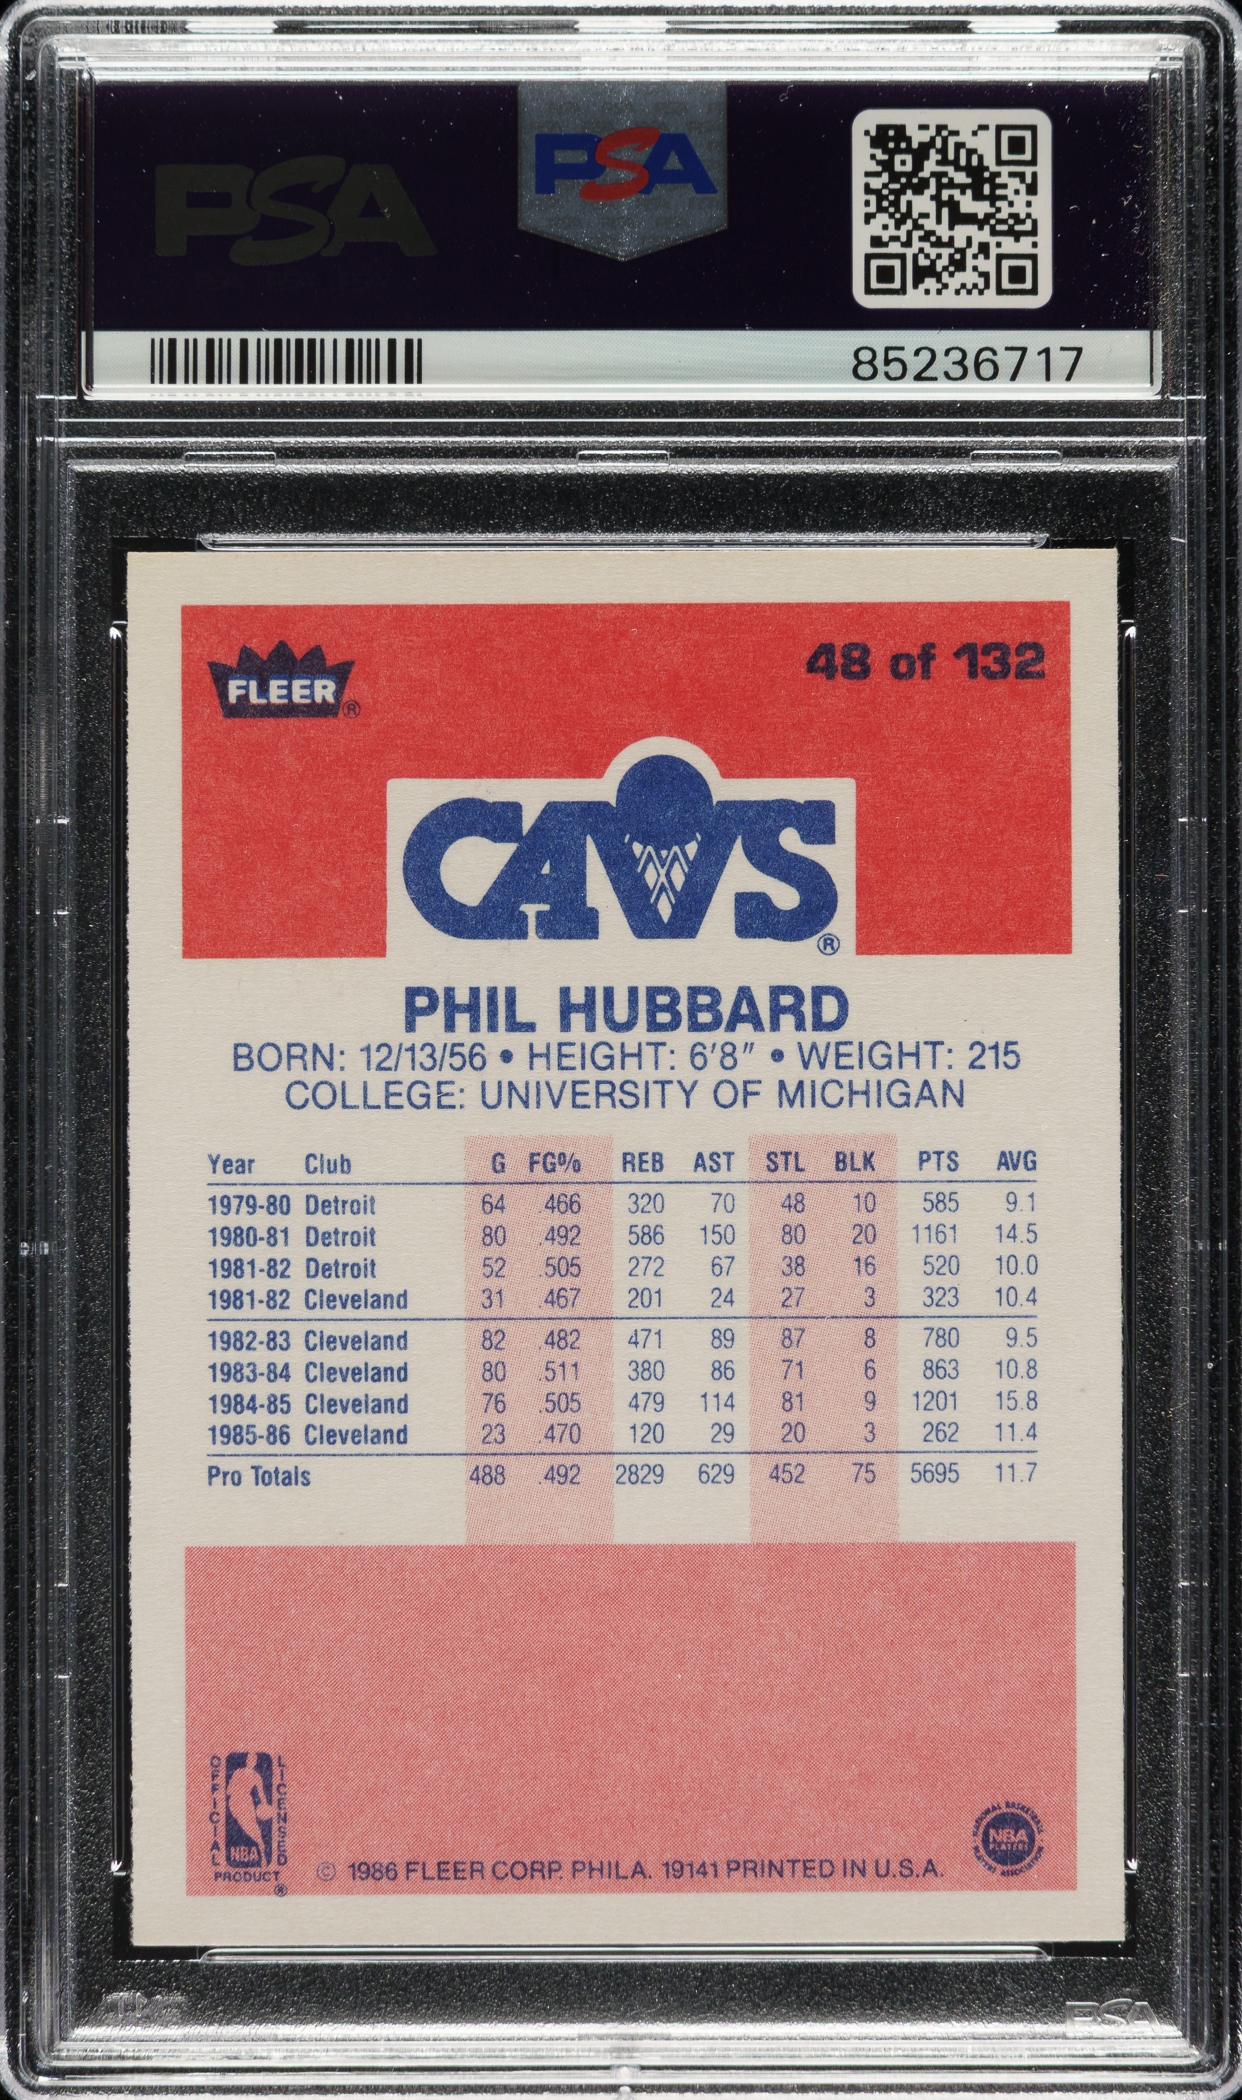 PSA
PSA
85236717
FLEER®
48 of 132
CAVS®
PHIL HUBBARD
BORN: 12/13/56 • HEIGHT: 6'8" • WEIGHT: 215
COLLEGE: UNIVERSITY OF MICHIGAN
Year Club G FG% REB AST STL BLK PTS AVG
1979-80 Detroit 64 .466 320 70 48 10 585 9.1
1980-81 Detroit 80 .492 586 150 80 20 1161 14.5
1981-82 Detroit 52 .505 272 67 38 16 520 10.0
1981-82 Cleveland 31 .467 201 24 27 3 323 10.4
1982-83 Cleveland 82 .482 471 89 87 8 780 9.5
1983-84 Cleveland 80 .511 380 86 71 6 863 10.8
1984-85 Cleveland 76 .505 479 114 81 9 1201 15.8
1985-86 Cleveland 23 .470 120 29 20 3 262 11.4
Pro Totals 488 .492 2829 629 452 75 5695 11.7
OFFICIAL LICENSED
NBA
PRODUCT®
© 1986 FLEER CORP. PHILA. 19141 PRINTED IN U.S.A.
NATIONAL BASKETBALL
NBA
PLAYERS
PLAYERS ASSOCIATION
PSA